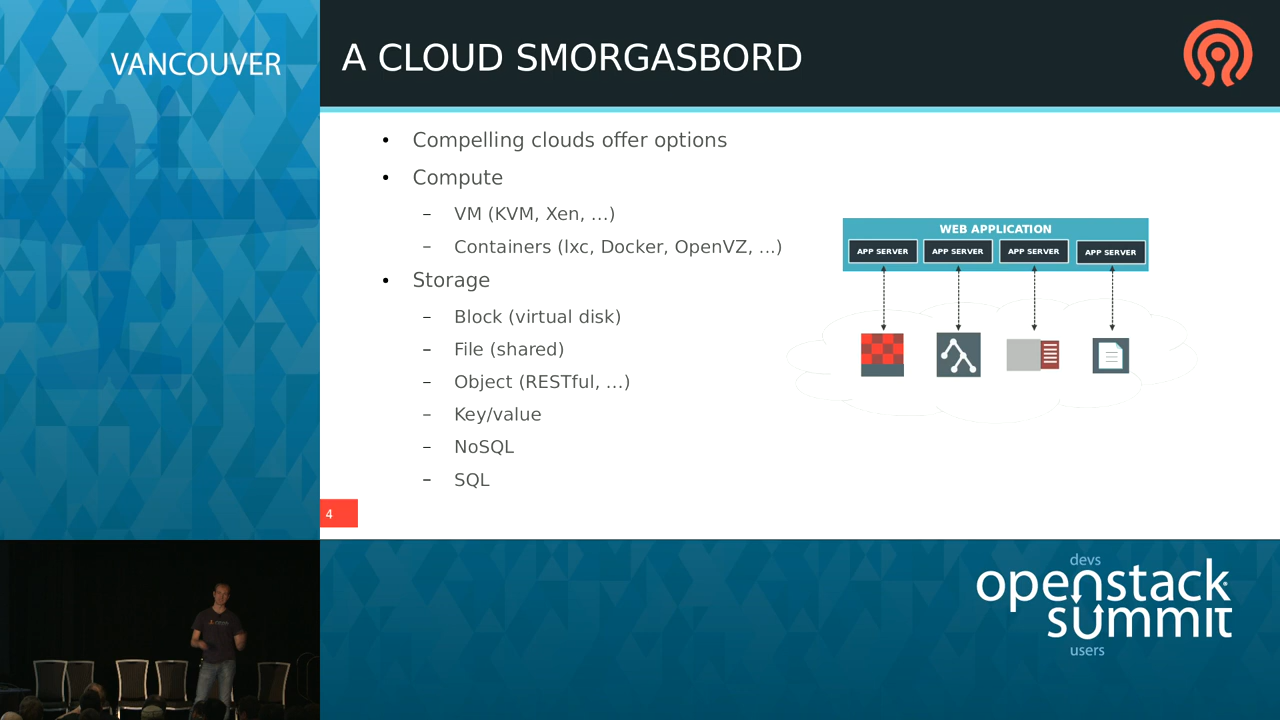 VANCOUVER
A CLOUD SMORGASBORD
• Compelling clouds offer options
• Compute
– VM (KVM, Xen, ...)
– Containers (lxc, Docker, OpenVZ, ...)
• Storage
– Block (virtual disk)
– File (shared)
– Object (RESTful, ...)
– Key/value
– NoSQL
– SQL
WEB APPLICATION
APP SERVER APP SERVER APP SERVER APP SERVER
4
devs
openstack
summit
users